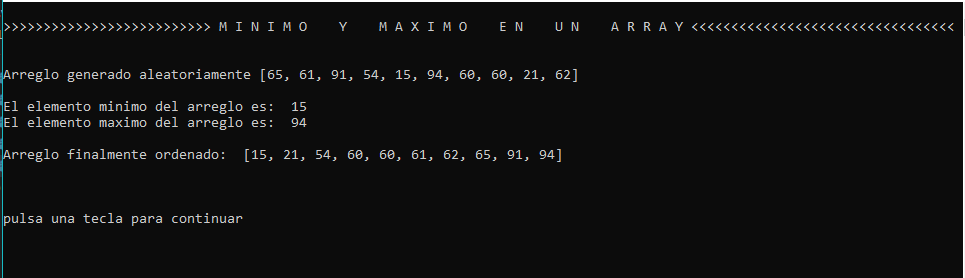 >>>>>>>>>>>>>>>>>>>>>>>>>> M I N I M O   Y   M A X I M O   E N   U N   A R R A Y <<<<<<<<<<<<<<<<<<<<<<<<<<<<<<<<<
Arreglo generado aleatoriamente [65, 61, 91, 54, 15, 94, 60, 60, 21, 62]
El elemento minimo del arreglo es:  15
El elemento maximo del arreglo es:  94
Arreglo finalmente ordenado:  [15, 21, 54, 60, 60, 61, 62, 65, 91, 94]
pulsa una tecla para continuar